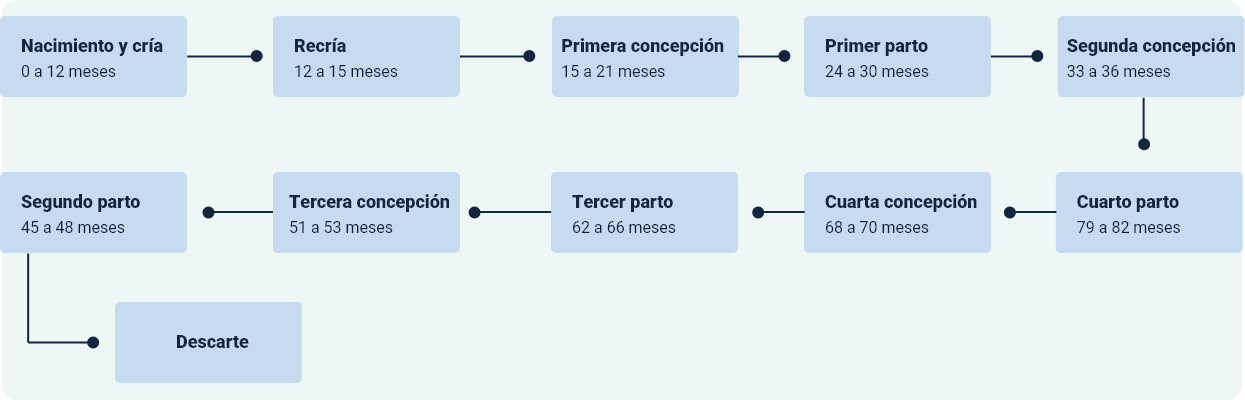 Nacimiento y cría
0 a 12 meses
Recría
12 a 15 meses
Primera concepción
15 a 21 meses
Primer parto
24 a 30 meses
Segunda concepción
33 a 36 meses
Segundo parto
45 a 48 meses
Tercera concepción
51 a 53 meses
Tercer parto
62 a 66 meses
Cuarta concepción
68 a 70 meses
Cuarto parto
79 a 82 meses
Descarte